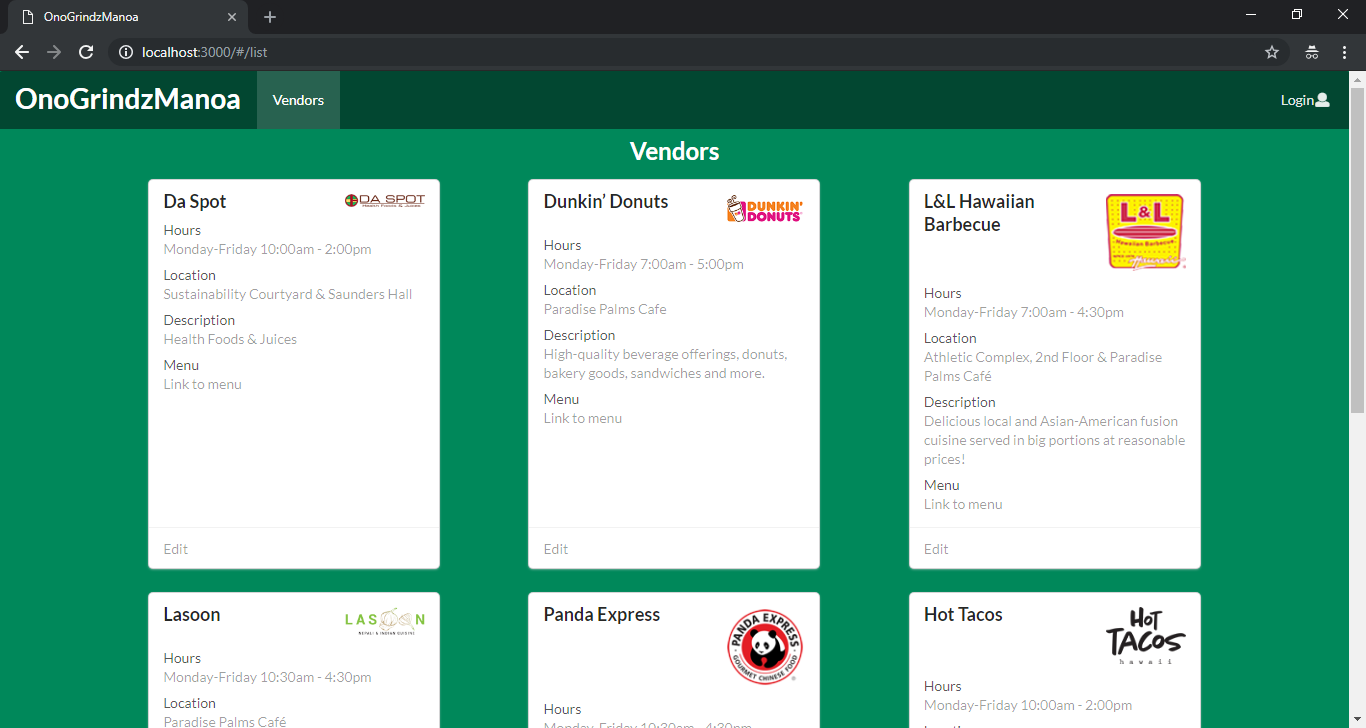 OnoGrindzManoa
localhost:3000/#/list
OnoGrindzManoa
Vendors
Login
Vendors
Da Spot
DA SPOT
Health Foods & Juices
Hours
Monday-Friday 10:00am - 2:00pm
Location
Sustainability Courtyard & Saunders Hall
Description
Health Foods & Juices
Menu
Link to menu
Edit
Dunkin’ Donuts
DUNKIN'
DONUTS
Hours
Monday-Friday 7:00am - 5:00pm
Location
Paradise Palms Cafe
Description
High-quality beverage offerings, donuts,
bakery goods, sandwiches and more.
Menu
Link to menu
Edit
L&L Hawaiian
Barbecue
L&L
Hawaiian Barbecue
Hours
Monday-Friday 7:00am - 4:30pm
Location
Athletic Complex, 2nd Floor & Paradise
Palms Café
Description
Delicious local and Asian-American fusion
cuisine served in big portions at reasonable
prices!
Menu
Link to menu
Edit
Lasoon
LASOON
NEPALI & INDIAN CUISINE
Hours
Monday-Friday 10:30am - 4:30pm
Location
Paradise Palms Café
Panda Express
PANDA EXPRESS
GOURMET CHINESE FOOD
Hours
Monday-Friday 10:30am - 4:30pm
Hot Tacos
HOT
TACOS
hawaii
Hours
Monday-Friday 10:00am - 2:00pm